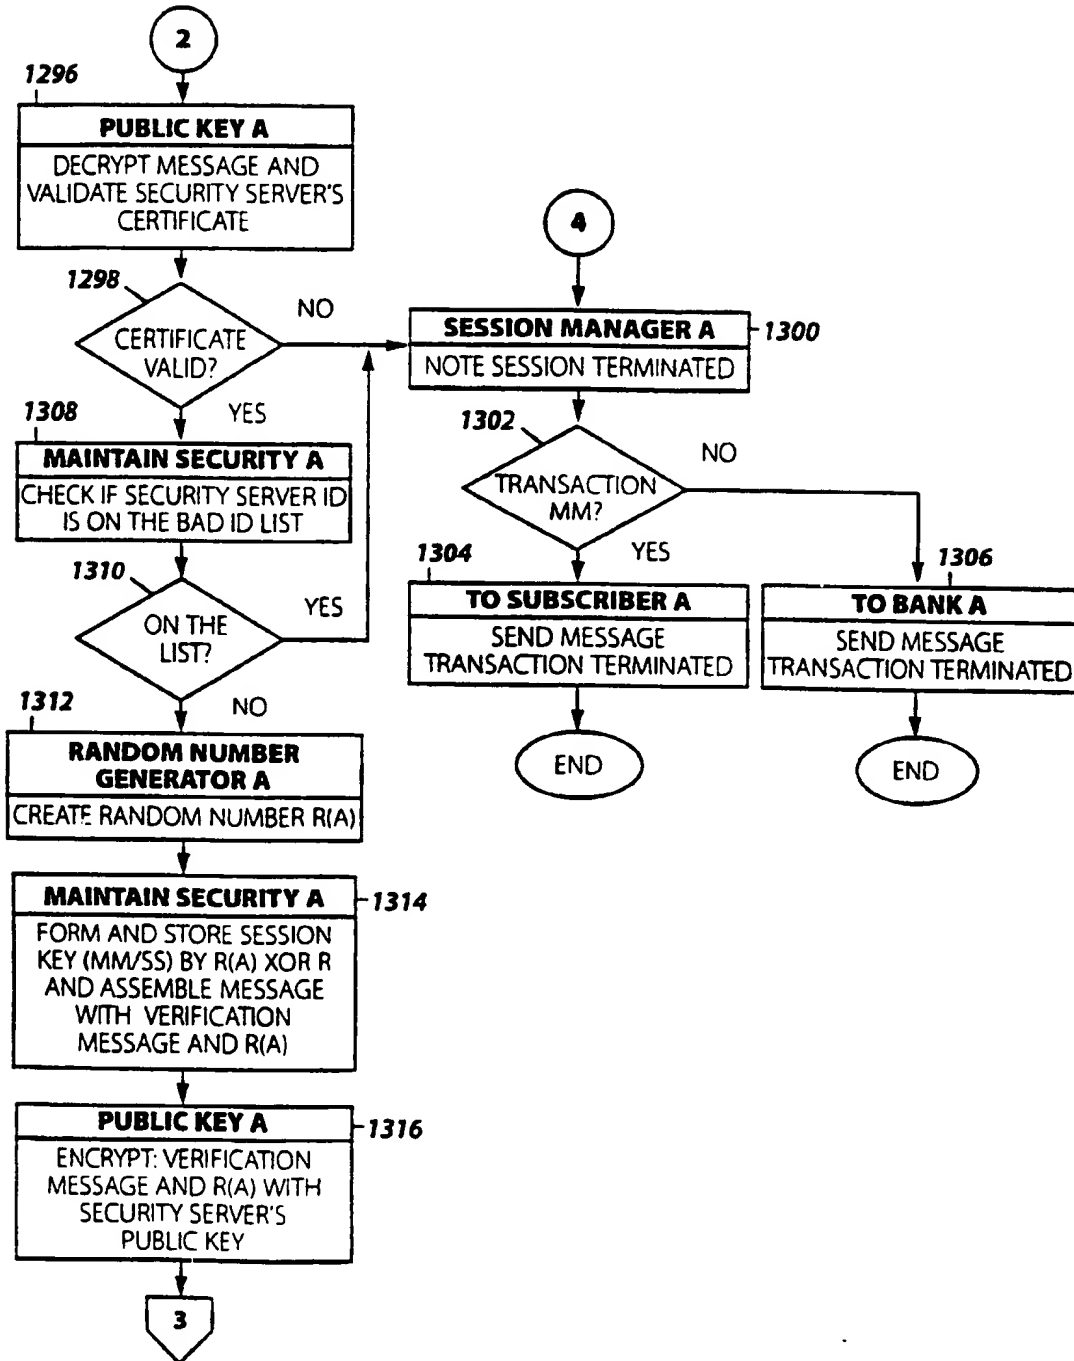 2
1296
PUBLIC KEY A
DECRYPT MESSAGE AND
VALIDATE SECURITY SERVER'S
CERTIFICATE
1298
CERTIFICATE
VALID?
NO
YES
1308
MAINTAIN SECURITY A
CHECK IF SECURITY SERVER ID
IS ON THE BAD ID LIST
1310
ON THE
LIST?
YES
NO
1312
RANDOM NUMBER
GENERATOR A
CREATE RANDOM NUMBER R(A)
MAINTAIN SECURITY A
1314
FORM AND STORE SESSION
KEY (MM/SS) BY R(A) XOR R
AND ASSEMBLE MESSAGE
WITH VERIFICATION
MESSAGE AND R(A)
PUBLIC KEY A
1316
ENCRYPT: VERIFICATION
MESSAGE AND R(A) WITH
SECURITY SERVER'S
PUBLIC KEY
3
4
SESSION MANAGER A
1300
NOTE SESSION TERMINATED
1302
TRANSACTION
MM?
NO
YES
1304
TO SUBSCRIBER A
SEND MESSAGE
TRANSACTION TERMINATED
END
1306
TO BANK A
SEND MESSAGE
TRANSACTION TERMINATED
END